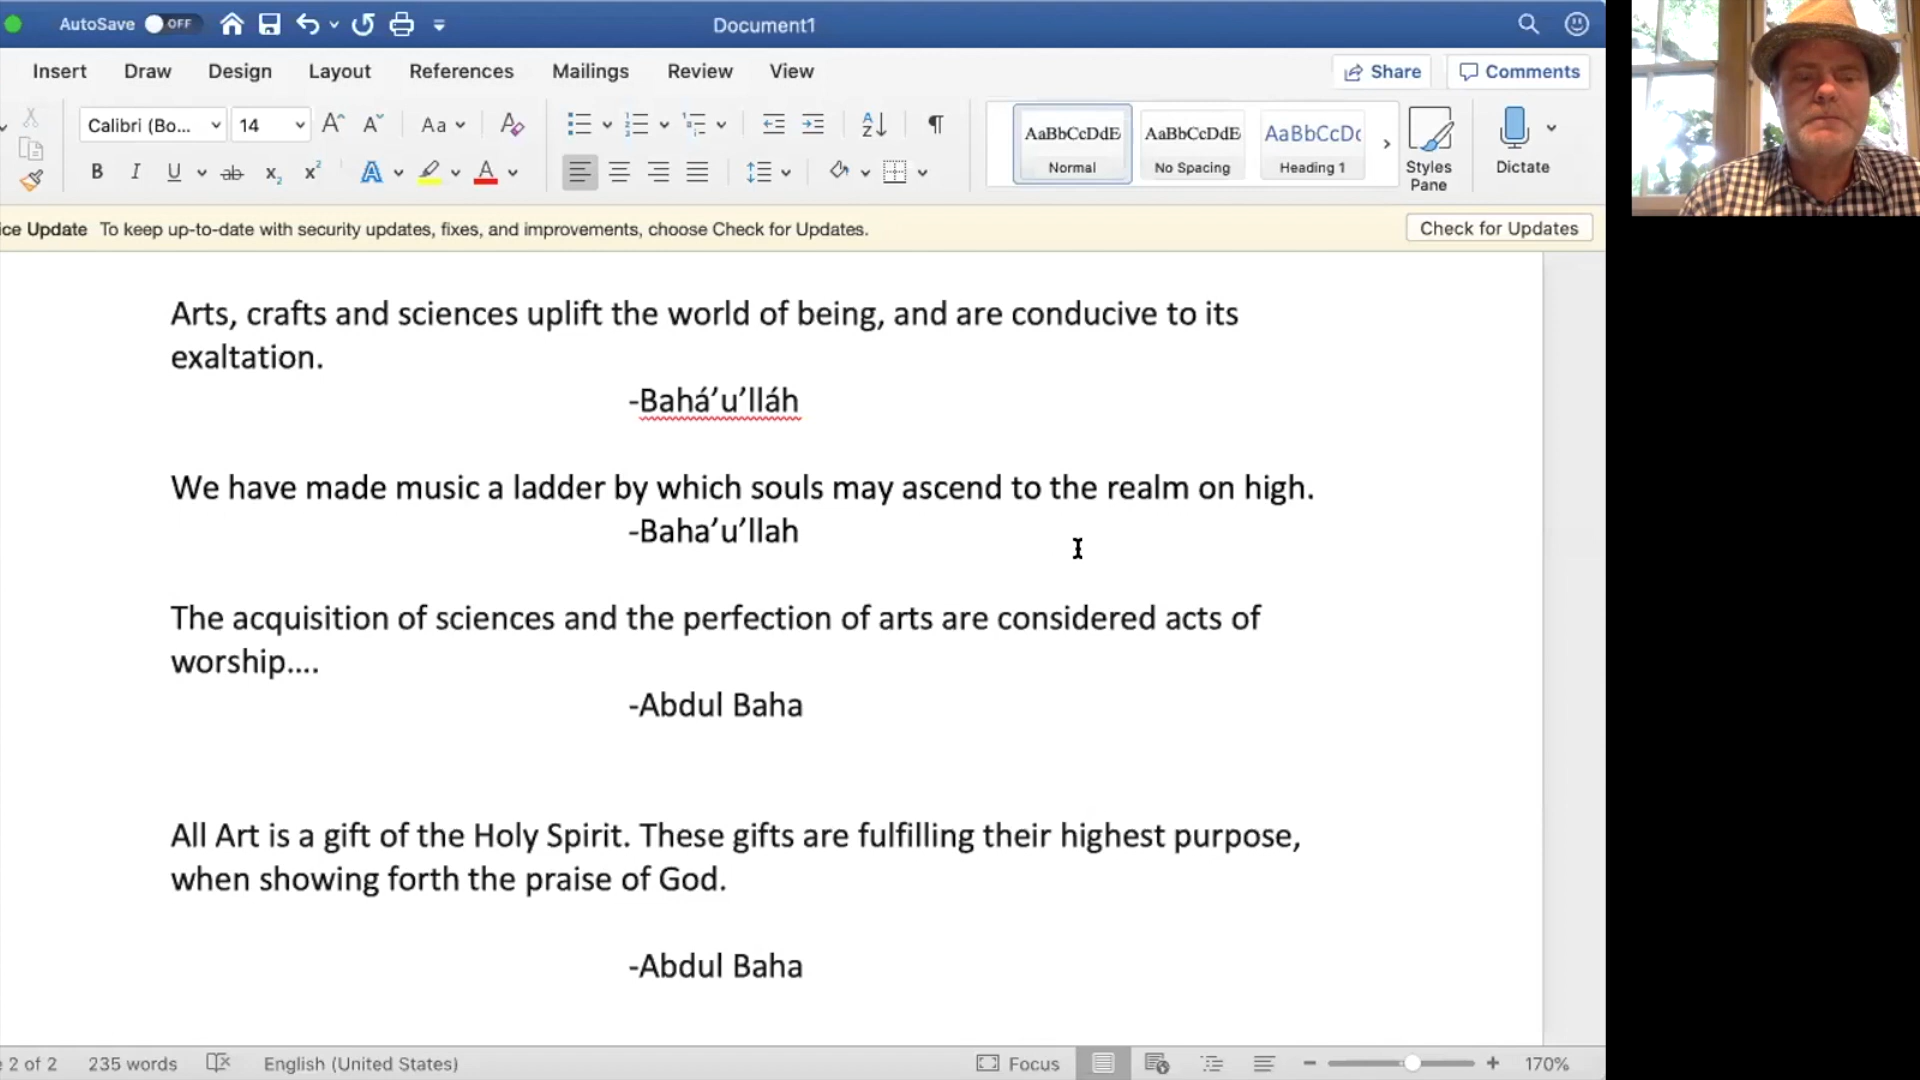 AutoSave OFF Document1
Insert Draw Design Layout References Mailings Review View Share Comments
Calibri (Bo... 14 Aa AaBbCcDdE AaBbCcDdE AaBbCcDc
B I U ab x₂ x² A A Normal No Spacing Heading 1 Styles Pane Dictate
ice Update To keep up-to-date with security updates, fixes, and improvements, choose Check for Updates. Check for Updates
Arts, crafts and sciences uplift the world of being, and are conducive to its
exaltation.
-Bahá’u’lláh
We have made music a ladder by which souls may ascend to the realm on high.
-Baha’u’llah
The acquisition of sciences and the perfection of arts are considered acts of
worship....
-Abdul Baha
All Art is a gift of the Holy Spirit. These gifts are fulfilling their highest purpose,
when showing forth the praise of God.
-Abdul Baha
2 of 2 235 words English (United States) Focus 170%